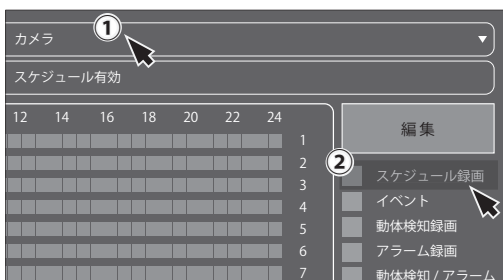 ①
カメラ
スケジュール有効
12 14 16 18 20 22 24
編集
1
②
2
スケジュール録画
3
イベント
4
動体検知録画
5
アラーム録画
6
動体検知 / アラーム
7